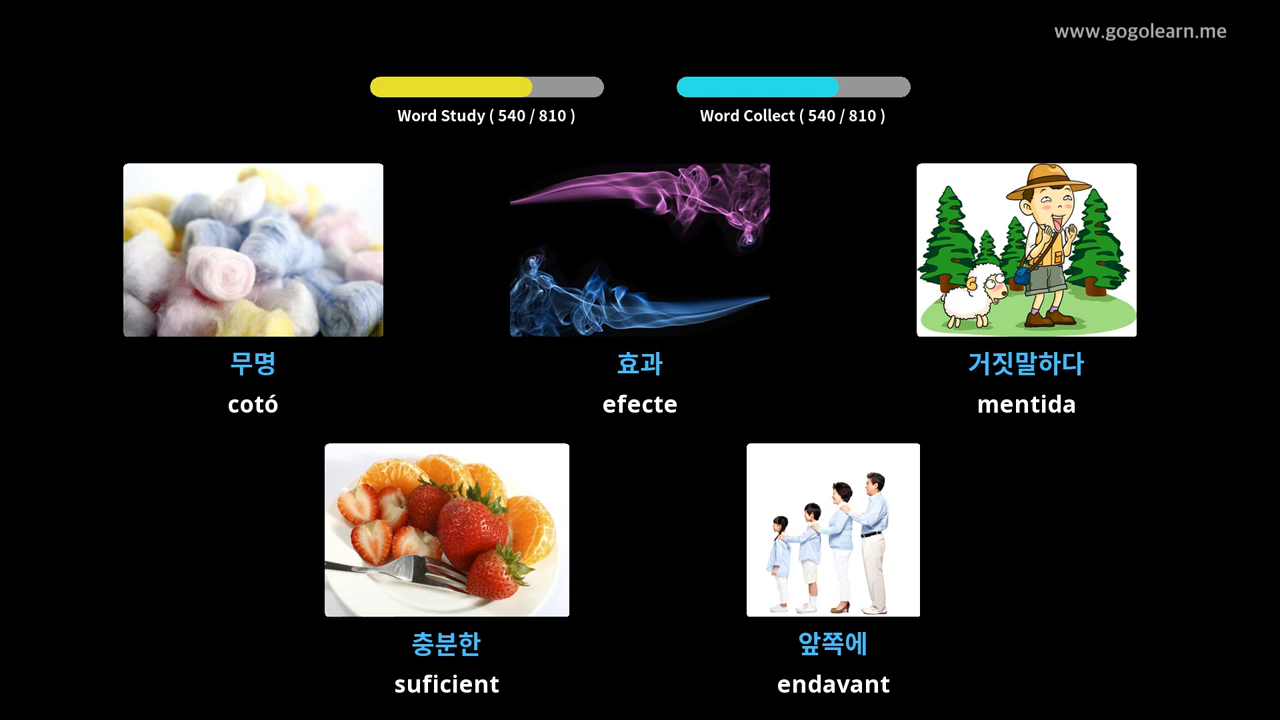 www.gogolearn.me
Word Study ( 540 / 810 )
Word Collect ( 540 / 810 )
무명
cotó
효과
efecte
거짓말하다
mentida
충분한
suficient
앞쪽에
endavant